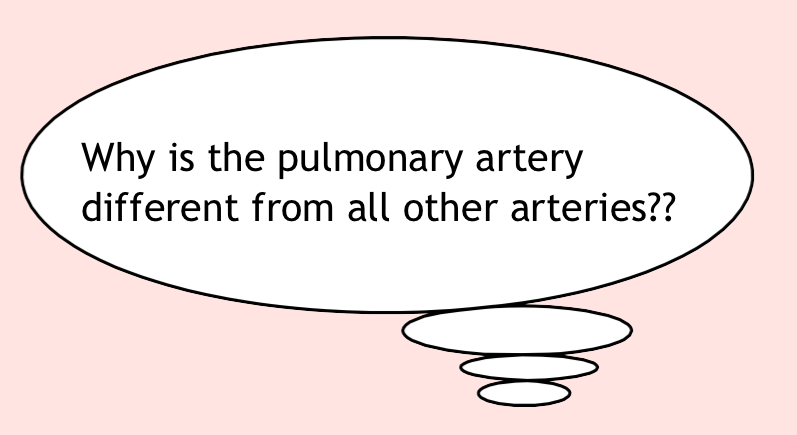 Why is the pulmonary artery
different from all other arteries??